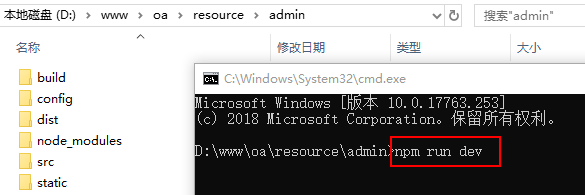 本地磁盘 (D:) › www › oa › resource › admin
搜索"admin"
名称 修改日期 类型 大小
build
config
dist
node_modules
src
static
C:\Windows\System32\cmd.exe
Microsoft Windows [版本 10.0.17763.253]
(c) 2018 Microsoft Corporation。保留所有权利。
D:\www\oa\resource\admin>npm run dev